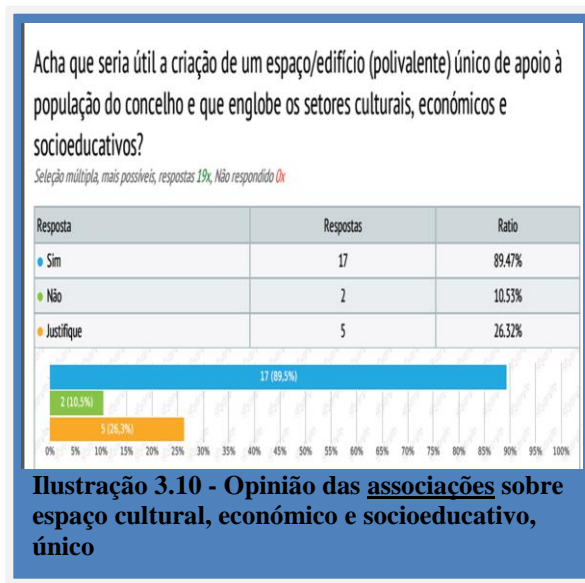 Acha que seria útil a criação de um espaço/edifício (polivalente) único de apoio à
população do concelho e que englobe os setores culturais, económicos e
socioeducativos?
Seleção múltipla, mais possíveis, respostas 19x, Não respondido 0x
Resposta Respostas Ratio
Sim 17 89.47%
Não 2 10.53%
Justifique 5 26.32%
17 (89,5%)
2 (10,5%)
5 (26,3%)
0% 5% 10% 15% 20% 25% 30% 35% 40% 45% 50% 55% 60% 65% 70% 75% 80% 85% 90% 95% 100%
Ilustração 3.10 - Opinião das associações sobre
espaço cultural, económico e socioeducativo,
único